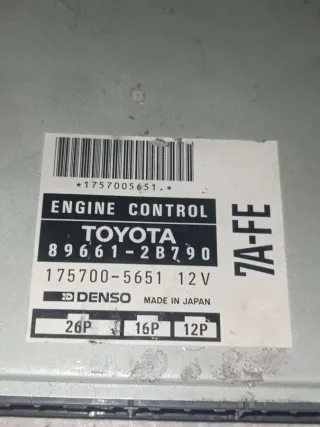 *1757005651.*
ENGINE CONTROL
TOYOTA
89661-2B790
175700-5651 12V
DENSO MADE IN JAPAN
26P 16P 12P
7A-FE